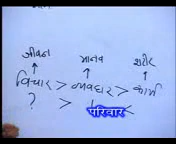 जीवन मानव शरीर
विचार > व्यवहार > कार्य
? >
परिवार